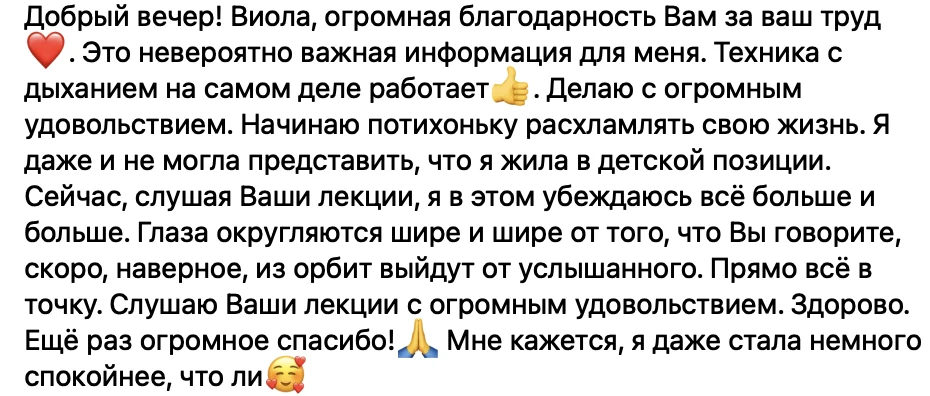 Добрый вечер! Виола, огромная благодарность Вам за ваш труд
❤️. Это невероятно важная информация для меня. Техника с
дыханием на самом деле работает👍. Делаю с огромным
удовольствием. Начинаю потихоньку расхламлять свою жизнь. Я
даже и не могла представить, что я жила в детской позиции.
Сейчас, слушая Ваши лекции, я в этом убеждаюсь всё больше и
больше. Глаза округляются шире и шире от того, что Вы говорите,
скоро, наверное, из орбит выйдут от услышанного. Прямо всё в
точку. Слушаю Ваши лекции с огромным удовольствием. Здорово.
Ещё раз огромное спасибо!🙏 Мне кажется, я даже стала немного
спокойнее, что ли🥰